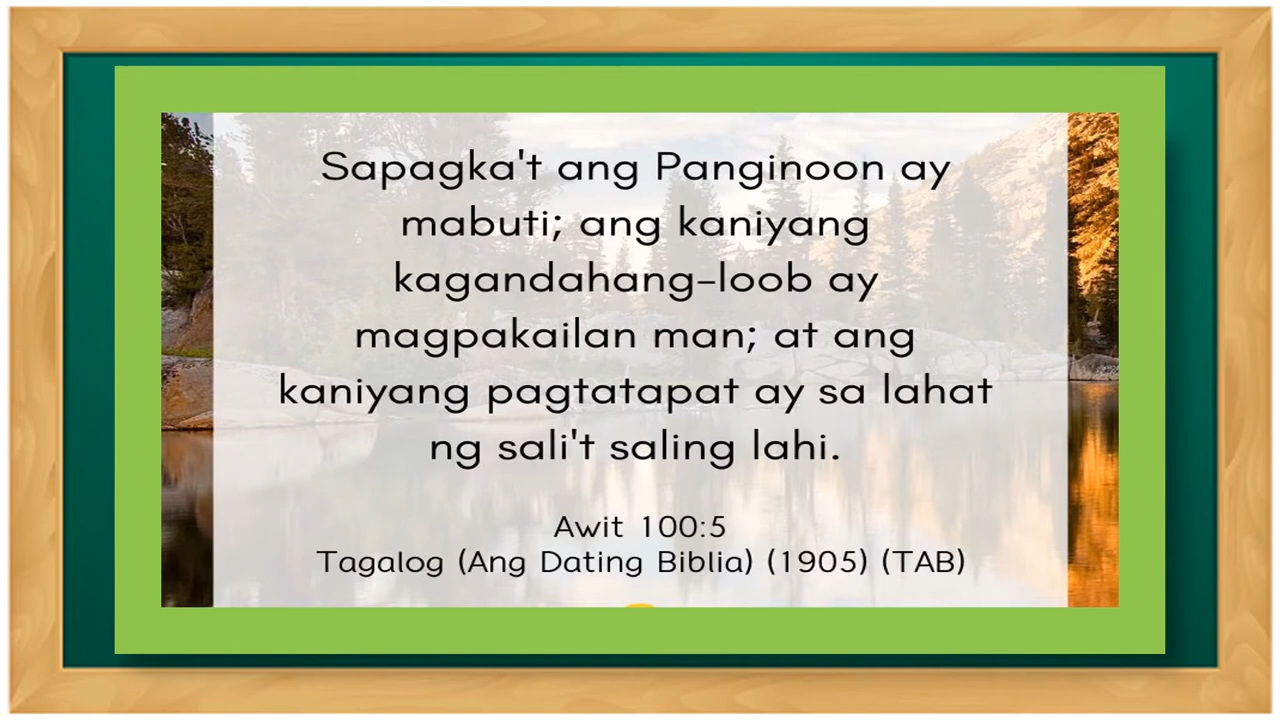 Sapagka't ang Panginoon ay
mabuti; ang kaniyang
kagandahang-loob ay
magpakailan man; at ang
kaniyang pagtatapat ay sa lahat
ng sali't saling lahi.
Awit 100:5
Tagalog (Ang Dating Biblia) (1905) (TAB)